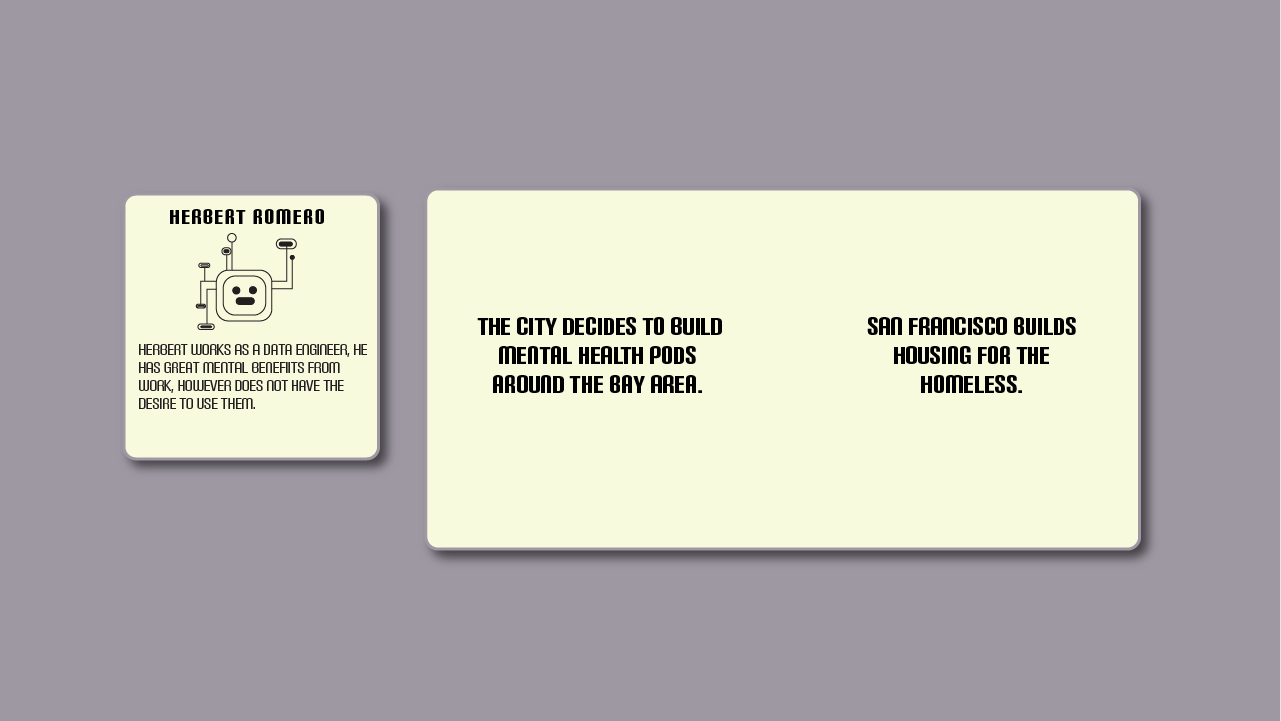 HERBERT ROMERO
HERBERT WORKS AS A DATA ENGINEER, HE
HAS GREAT MENTAL BENEFIITS FROM
WORK, HOWEVER DOES NOT HAVE THE
DESIRE TO USE THEM.
THE CITY DECIDES TO BUILD
MENTAL HEALTH PODS
AROUND THE BAY AREA.
SAN FRANCISCO BUILDS
HOUSING FOR THE
HOMELESS.